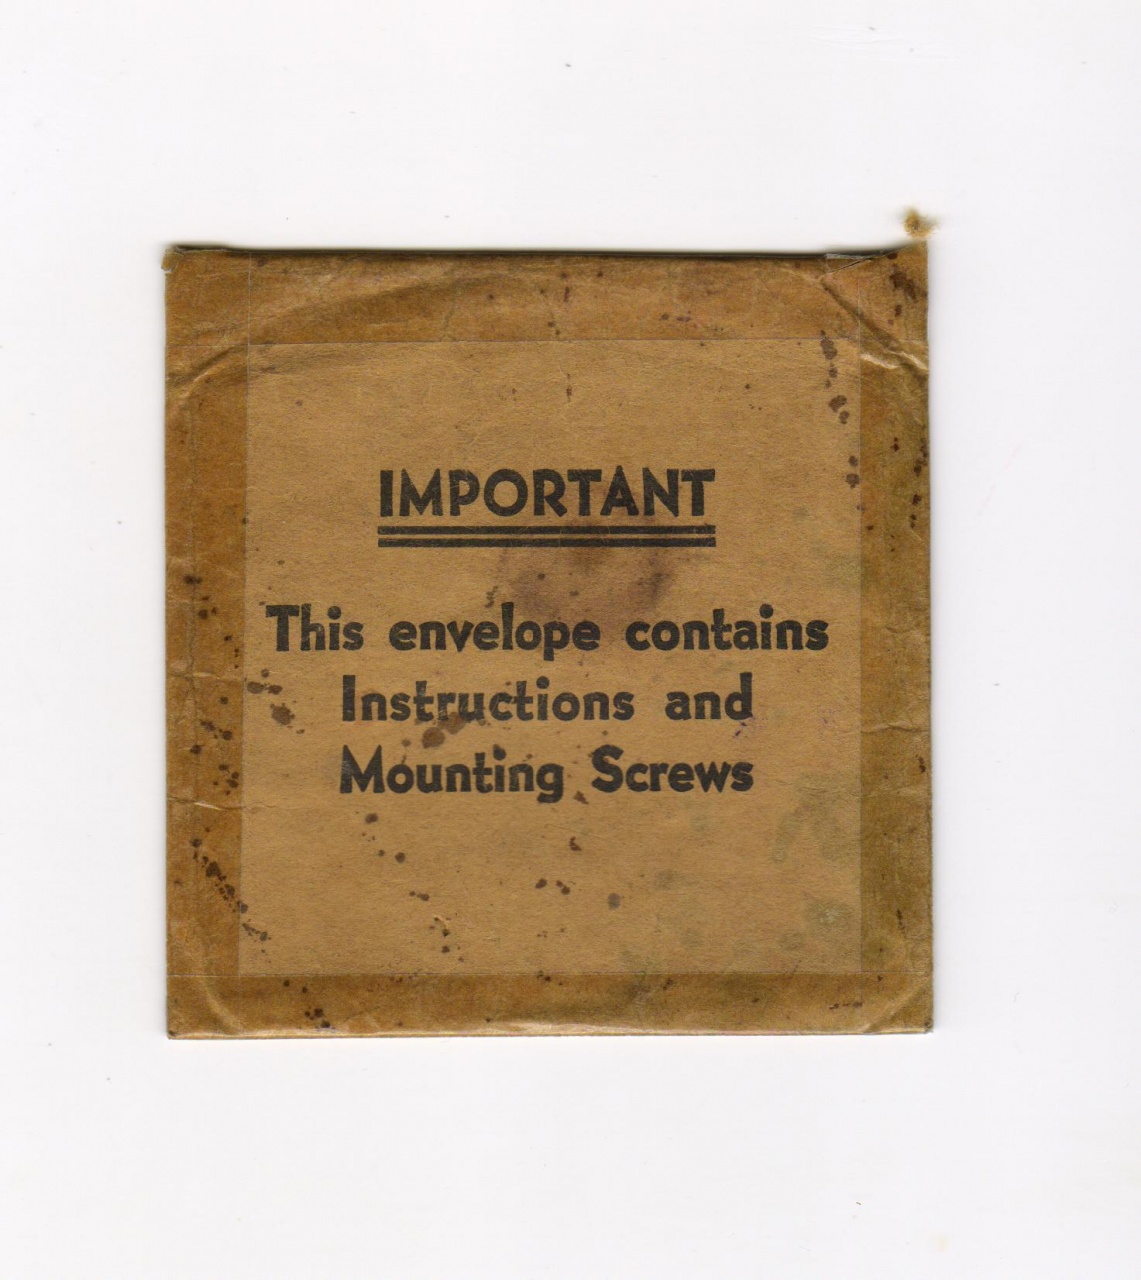 IMPORTANT
This envelope contains
Instructions and
Mounting Screws